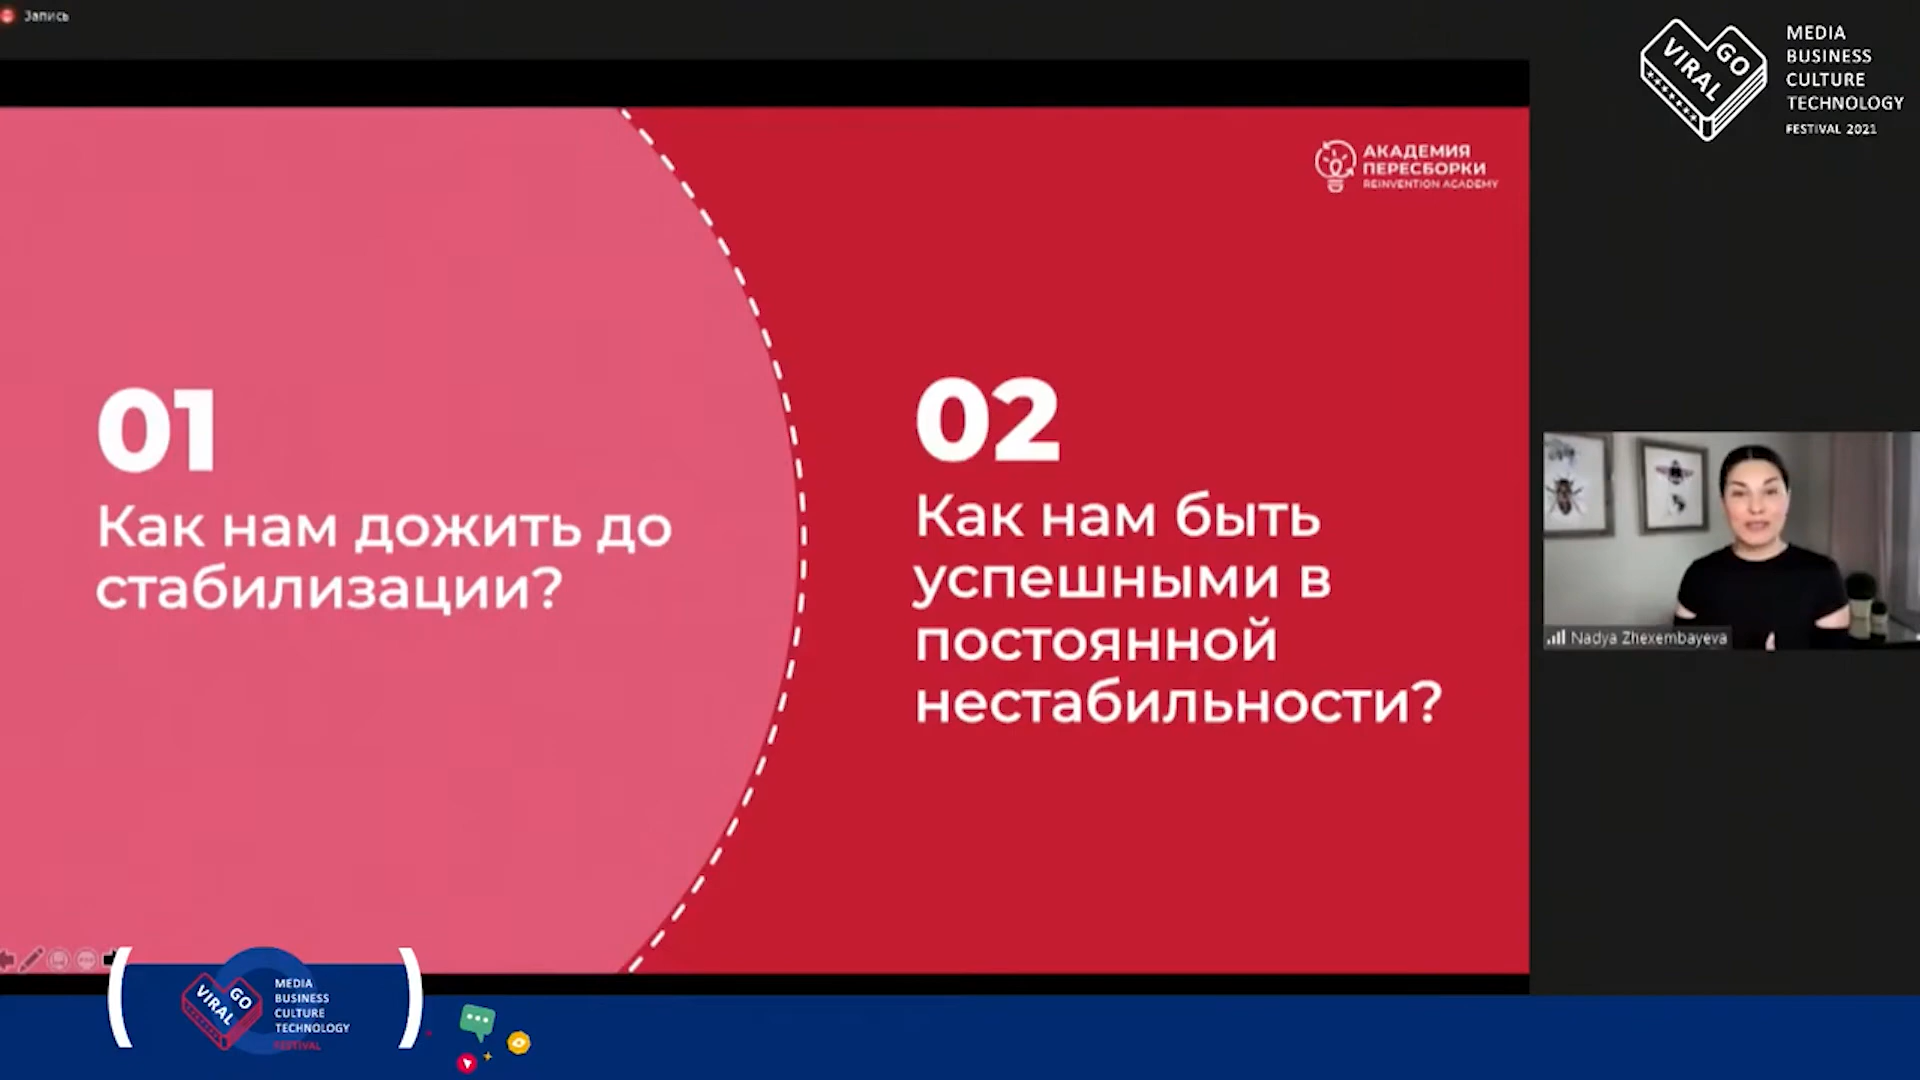 Запись
VIRAL
GO
MEDIA
BUSINESS
CULTURE
TECHNOLOGY
FESTIVAL 2021
АКАДЕМИЯ
ПЕРЕСБОРКИ
REINVENTION ACADEMY
01
Как нам дожить до
стабилизации?
02
Как нам быть
успешными в
постоянной
нестабильности?
Nadya Zhexembayeva
VIRAL
GO
MEDIA
BUSINESS
CULTURE
TECHNOLOGY
FESTIVAL